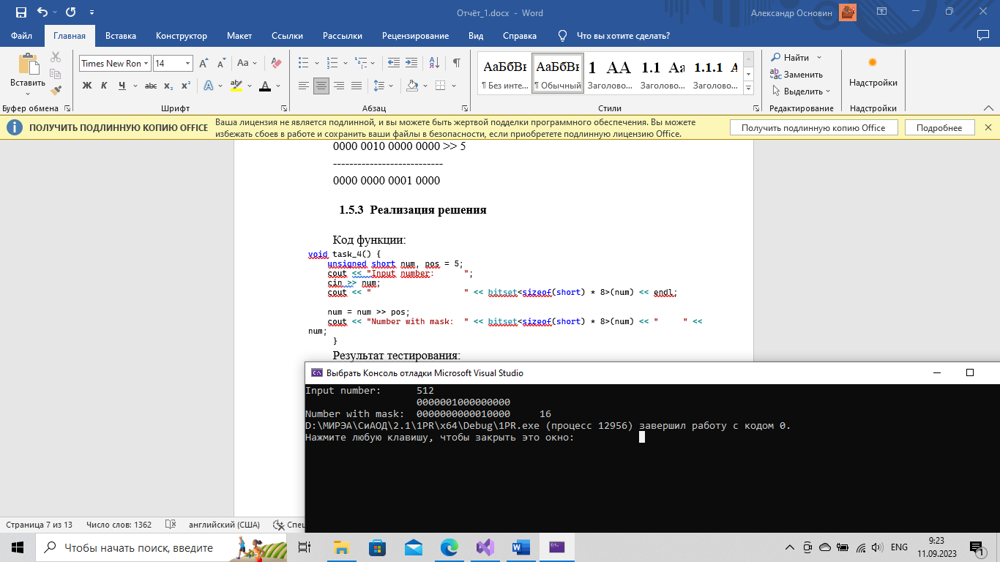 Отчёт_1.docx - Word
Александр Основин
Файл Главная Вставка Конструктор Макет Ссылки Рассылки Рецензирование Вид Справка Что вы хотите сделать?
Вставить
Times New Ron 14
Aa
Ж К Ч abc x₂ x² A A
АаБбВв АаБбВв 1 АА 1.1 Аа 1.1.1 А
¶ Без инте... ¶ Обычный Заголово... Заголово... Заголово...
Найти
Заменить
Выделить
Настройки
Буфер обмена Шрифт Абзац Стили Редактирование Настройки
ПОЛУЧИТЬ ПОДЛИННУЮ КОПИЮ OFFICE
Ваша лицензия не является подлинной, и вы можете быть жертвой подделки программного обеспечения. Вы можете
избежать сбоев в работе и сохранить ваши файлы в безопасности, если приобретете подлинную лицензию Office.
Получить подлинную копию Office Подробнее
0000 0010 0000 0000 >> 5
---------------------------
0000 0000 0001 0000
1.5.3 Реализация решения
Код функции:
void task_4() {
unsigned short num, pos = 5;
cout << "Input number:      ";
cin >> num;
cout << "                   " << bitset<sizeof(short) * 8>(num) << endl;
num = num >> pos;
cout << "Number with mask:  " << bitset<sizeof(short) * 8>(num) << "     " <<
num;
}
Результат тестирования:
Выбрать Консоль отладки Microsoft Visual Studio
Input number:      512
0000001000000000
Number with mask:  0000000000010000     16
D:\МИРЭА\СиАОД\2.1\1PR\x64\Debug\1PR.exe (процесс 12956) завершил работу с кодом 0.
Нажмите любую клавишу, чтобы закрыть это окно:
Страница 7 из 13 Число слов: 1362 английский (США) Спец
Чтобы начать поиск, введите
ENG
9:23
11.09.2023
1